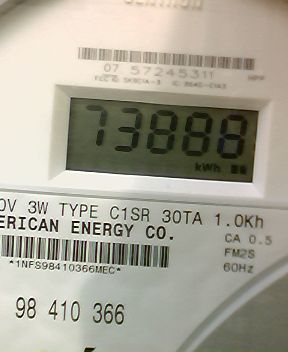 07 57245311
HPP
73888
kWh
0V 3W TYPE C1SR 30TA 1.0Kh
ERICAN ENERGY CO.
CA 0.5
FM2S
60Hz
*1NFS98410366MEC*
98 410 366